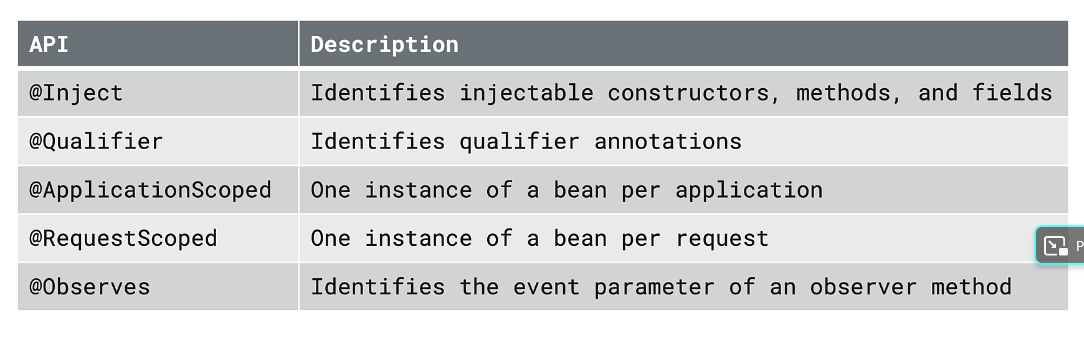 API Description
@Inject Identifies injectable constructors, methods, and fields
@Qualifier Identifies qualifier annotations
@ApplicationScoped One instance of a bean per application
@RequestScoped One instance of a bean per request
@Observes Identifies the event parameter of an observer method